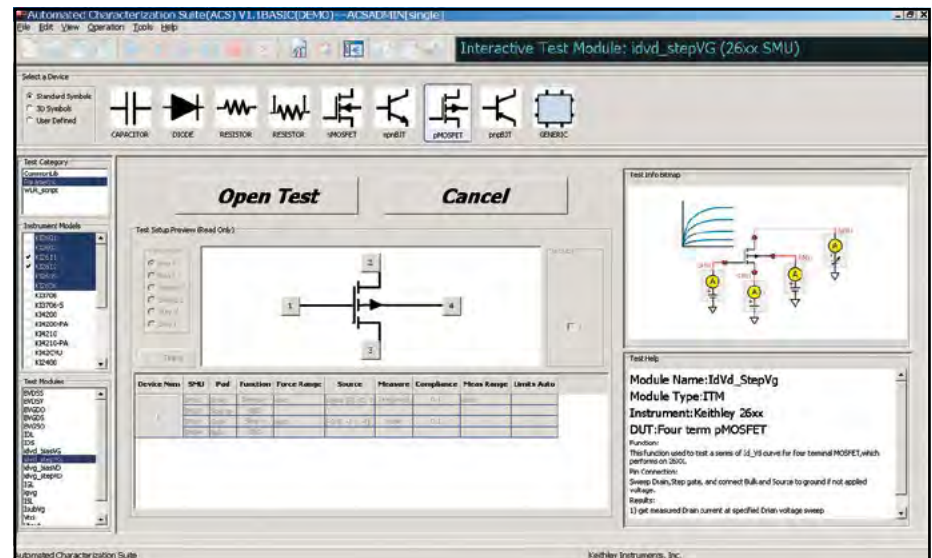 Automated Characterization Suite(ACS) V1.1BASIC(DEMO)---ACSADMIN[single]
File Edit View Operation Tools Help
Interactive Test Module: idvd_stepVG (26xx SMU)
Select a Device
Standard Symbols
3D Symbols
User Defined
CAPACITOR DIODE RESISTOR RESISTOR nMOSFET npnBJT pMOSFET pnpBJT GENERIC
Test Category
CommonLib
Parametric
WLR_script
Instrument Models
KI3706
KI3706-S
KI4200
KI4200-PA
KI4210
KI4210-PA
KI42CVU
KI2400
Test Modules
BVDSS
BVDSV
BVGDO
BVGDS
BVGSO
IDL
IDS
idvd_biasVG
idvd_stepVG
idvg_biasVD
idvg_stepVD
IGL
igvg
ISL
IsubVg
Open Test Cancel
Test Setup Preview (Read Only)
2
1
4
3
Device Num SMU Pad Function Force Range Source Measure Compliance Meas Range Limits Auto
Test Info Bitmap
A
A
A
A
Test Help
Module Name:IdVd_StepVg
Module Type:ITM
Instrument:Keithley 26xx
DUT:Four term pMOSFET
Function:
This function used to test a series of Id_Vd curve for four terminal MOSFET,which
performs on 26XX.
Pin Connection:
Sweep Drain,Step gate, and connect Bulk and Source to ground if not applied
voltage.
Results:
1) get measured Drain current at specified Drien voltage sweep
Automated Characterization Suite
Keithley Instruments, Inc.